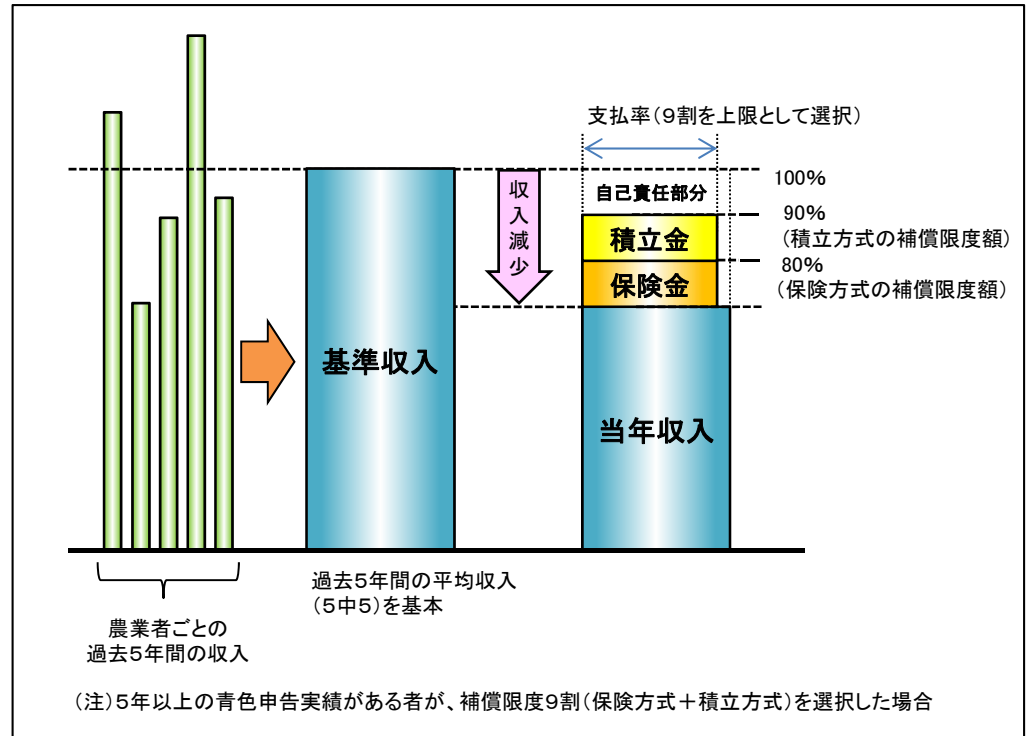 支払率（９割を上限として選択）
100%
自己責任部分
90%
（積立方式の補償限度額）
積立金
80%
（保険方式の補償限度額）
保険金
収入減少
基準収入
当年収入
過去５年間の平均収入
（５中５）を基本
農業者ごとの
過去５年間の収入
（注）５年以上の青色申告実績がある者が、補償限度９割（保険方式＋積立方式）を選択した場合